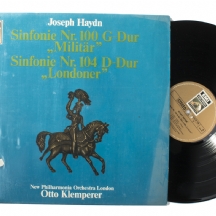 Joseph Haydn
Sinfonie Nr. 100 G-Dur
„Militär”
Sinfonie Nr. 104 D-Dur
„Londoner”
New Philharmonia Orchestra London
Otto Klemperer